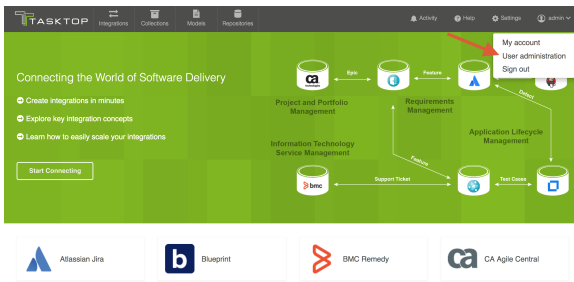 TASKTOP
Integrations
Collections
Models
Repositories
Activity
Help
Settings
admin
My account
User administration
Sign out
Connecting the World of Software Delivery
Create integrations in minutes
Explore key integration concepts
Learn how to easily scale your integrations
Start Connecting
ca
technologies
Epic
Feature
Project and Portfolio
Management
Requirements
Management
Defect
Information Technology
Service Management
Application Lifecycle
Management
Feature
bmc
Support Ticket
Test Cases
Atlassian Jira
b
Blueprint
BMC Remedy
ca
CA Agile Central